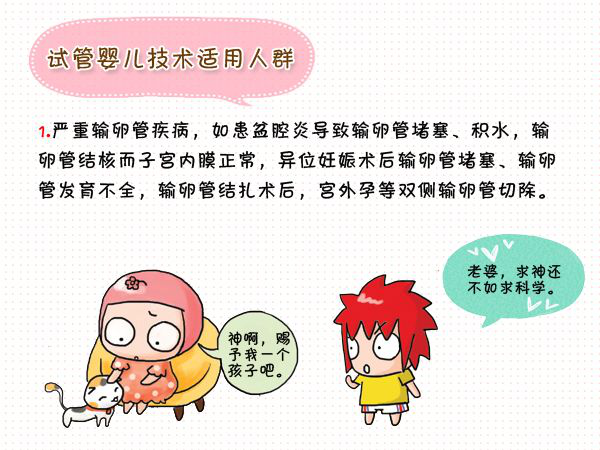 试管婴儿技术适用人群
1.严重输卵管疾病，如患盆腔炎导致输卵管堵塞、积水，输
卵管结核而子宫内膜正常，异位妊娠术后输卵管堵塞、输卵
管发育不全，输卵管结扎术后，宫外孕等双侧输卵管切除。
老婆，求神还
不如求科学。
神啊，赐
予我一个
孩子吧。